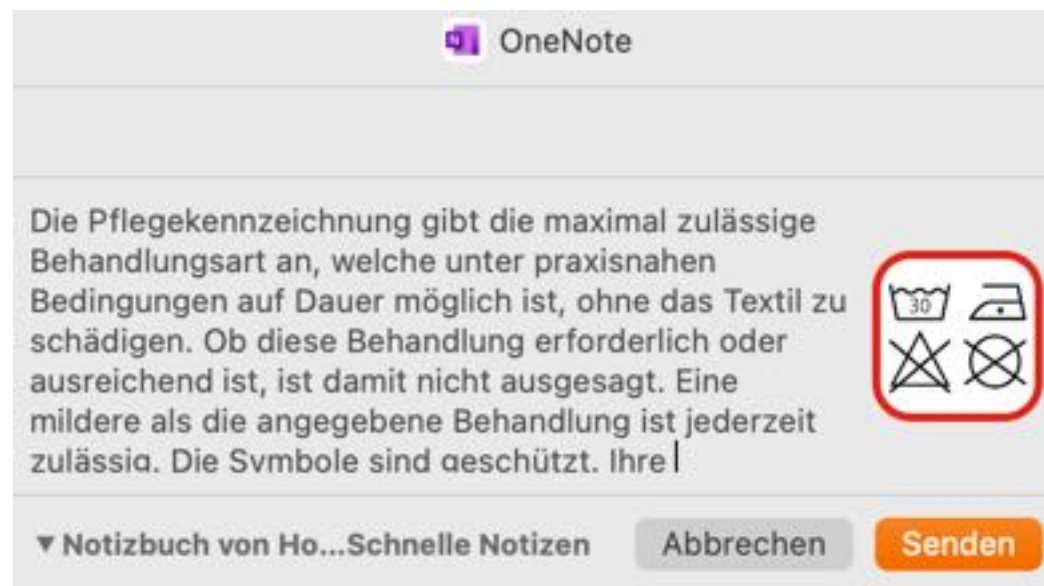 OneNote
Die Pflegekennzeichnung gibt die maximal zulässige
Behandlungsart an, welche unter praxisnahen
Bedingungen auf Dauer möglich ist, ohne das Textil zu
schädigen. Ob diese Behandlung erforderlich oder
ausreichend ist, ist damit nicht ausgesagt. Eine
mildere als die angegebene Behandlung ist jederzeit
zulässig. Die Symbole sind geschützt. Ihre
30
▼ Notizbuch von Ho...Schnelle Notizen
Abbrechen
Senden